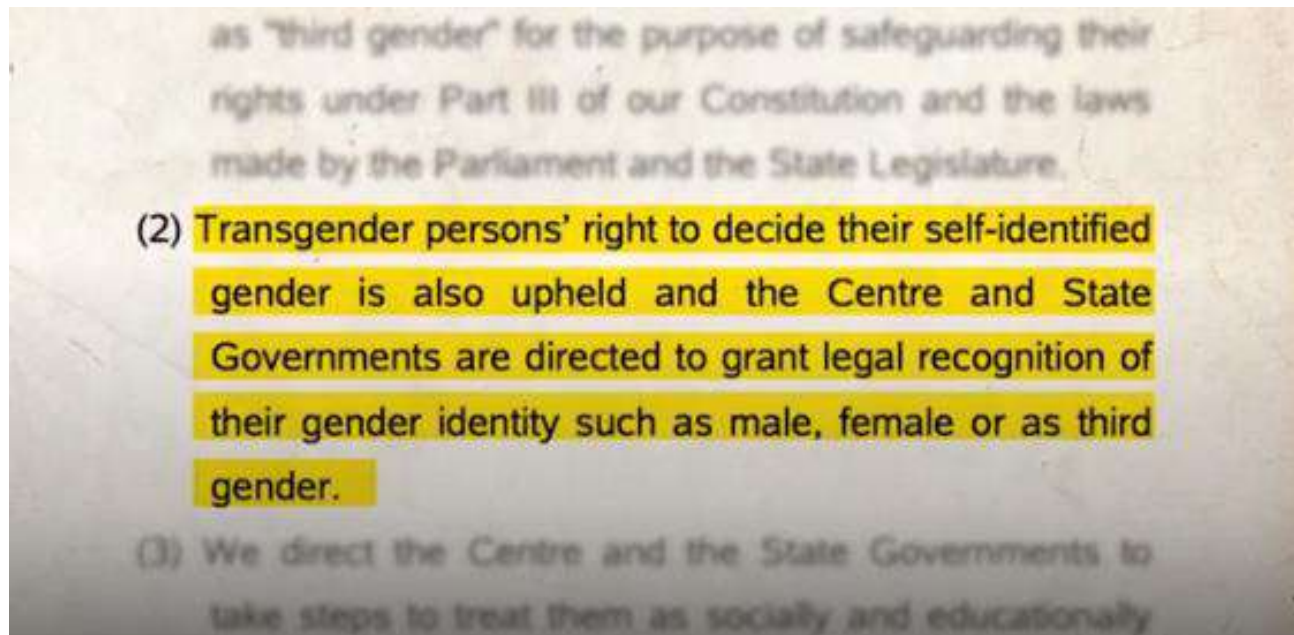 as "third gender" for the purpose of safeguarding their
rights under Part III of our Constitution and the laws
made by the Parliament and the State Legislature.
(2) Transgender persons' right to decide their self-identified
gender is also upheld and the Centre and State
Governments are directed to grant legal recognition of
their gender identity such as male, female or as third
gender.
(3) We direct the Centre and the State Governments to
take steps to treat them as socially and educationally